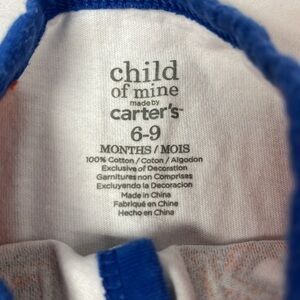 child
of mine
made by
carter's™
6-9
MONTHS / MOIS
100% Cotton / Coton / Algodon
Exclusive of Decoration
Garnitures non Comprises
Excluyendo la Decoracion
Made in China
Fabriqué en Chine
Hecho en China